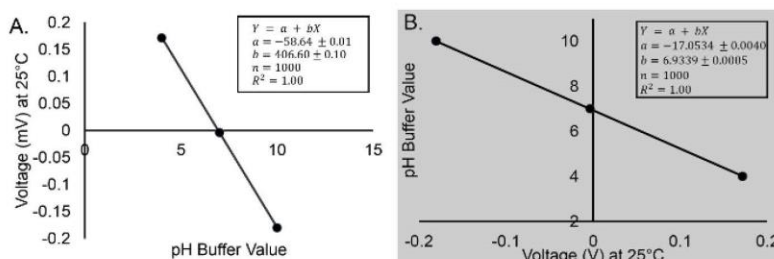 A.
0.2
0.15
0.1
0.05
0
-0.05
-0.1
-0.15
-0.2
0
5
10
15
Voltage (mV) at 25°C
pH Buffer Value
Y = a + bX
a = −58.64 ± 0.01
b = 406.60 ± 0.10
n = 1000
R² = 1.00
B.
10
8
6
4
2
-0.2
-0.1
0
0.1
0.2
pH Buffer Value
Voltage (V) at 25°C
Y = a + bX
a = −17.0534 ± 0.0040
b = 6.9339 ± 0.0005
n = 1000
R² = 1.00